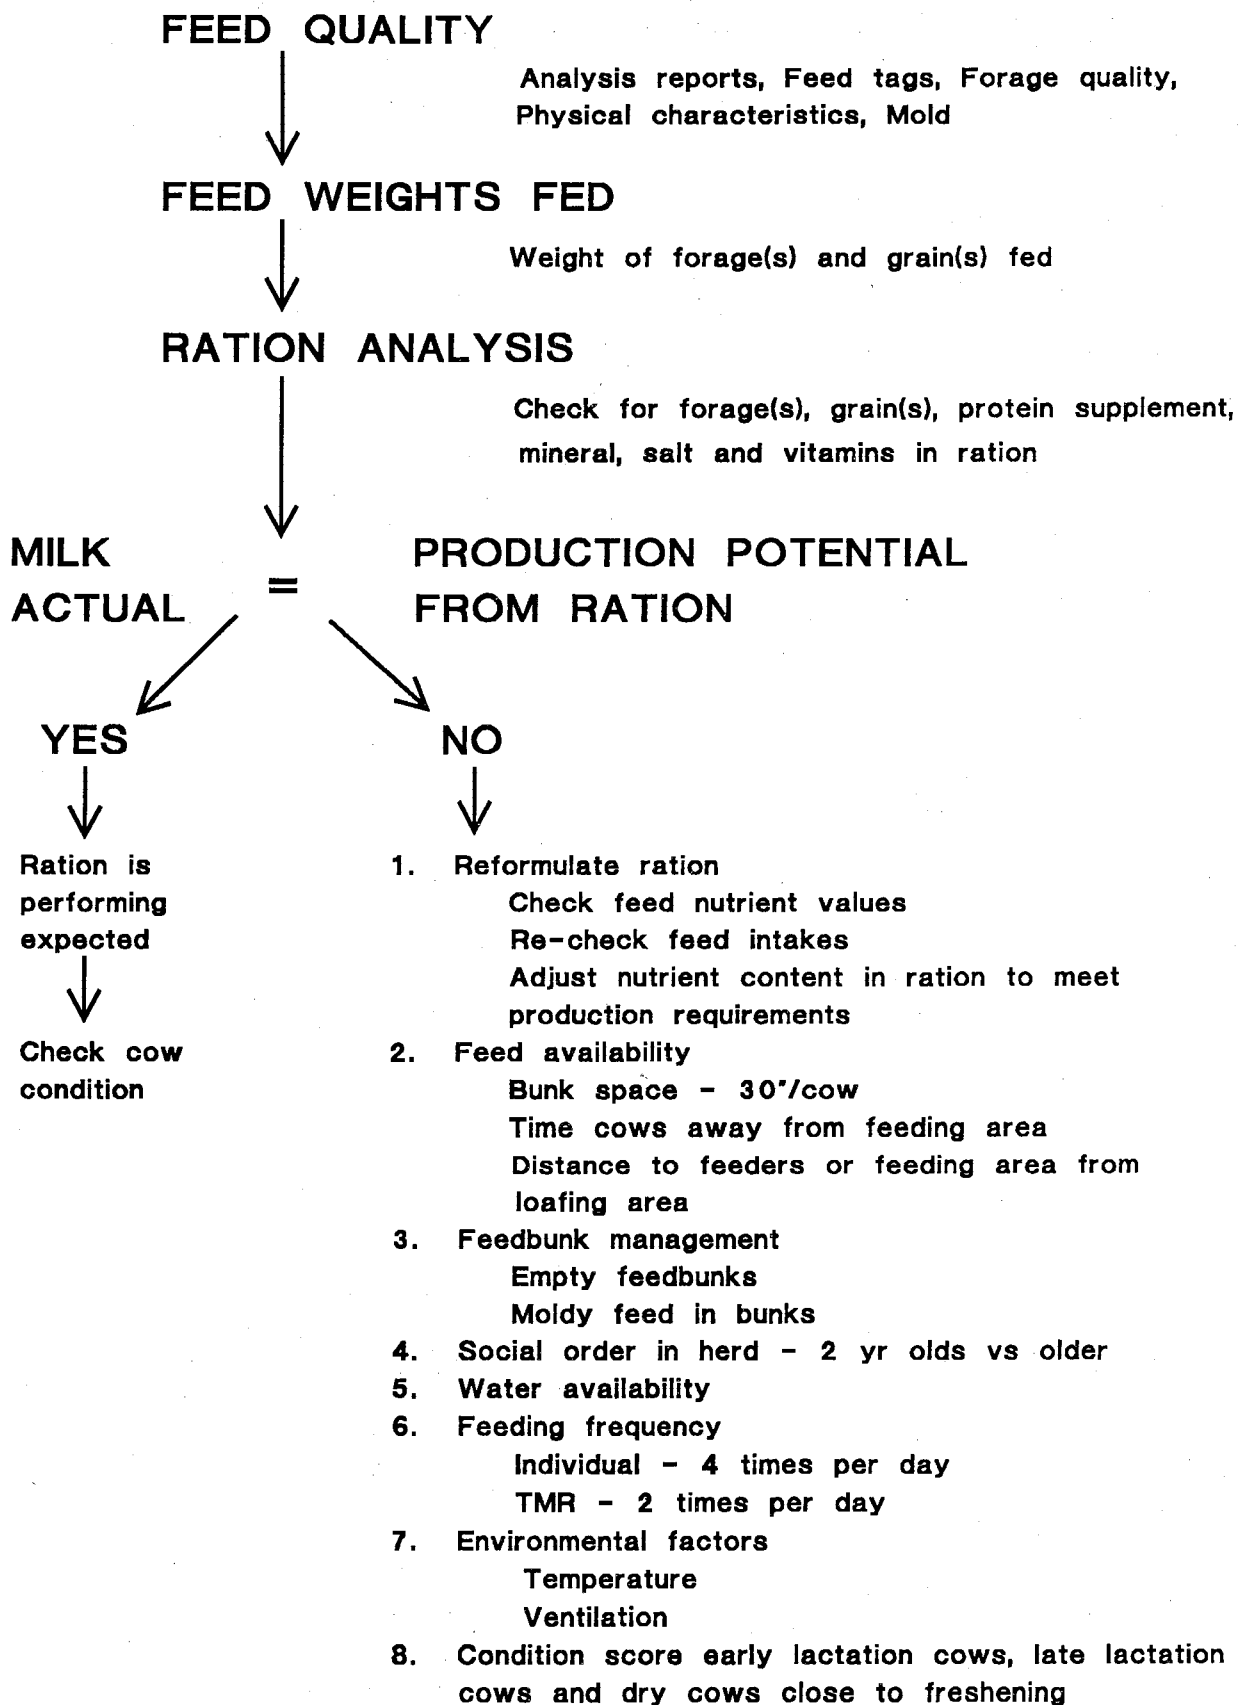 FEED QUALITY
Analysis reports, Feed tags, Forage quality,
Physical characteristics, Mold
FEED WEIGHTS FED
Weight of forage(s) and grain(s) fed
RATION ANALYSIS
Check for forage(s), grain(s), protein supplement,
mineral, salt and vitamins in ration
MILK
ACTUAL
=
PRODUCTION POTENTIAL
FROM RATION
YES
Ration is
performing
expected
Check cow
condition
NO
1. Reformulate ration
Check feed nutrient values
Re-check feed intakes
Adjust nutrient content in ration to meet
production requirements
2. Feed availability
Bunk space - 30"/cow
Time cows away from feeding area
Distance to feeders or feeding area from
loafing area
3. Feedbunk management
Empty feedbunks
Moldy feed in bunks
4. Social order in herd - 2 yr olds vs older
5. Water availability
6. Feeding frequency
Individual - 4 times per day
TMR - 2 times per day
7. Environmental factors
Temperature
Ventilation
8. Condition score early lactation cows, late lactation
cows and dry cows close to freshening